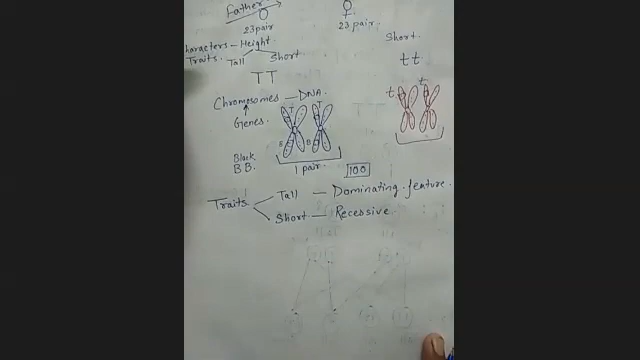 Father
♂ ♀
23 pair 23 pair
Characters – Height Short
Traits. Tall Short tt
TT
Chromosomes – DNA. t t
T T
Genes.
B B
Black
BB. 1 pair. 100
Traits Tall – Dominating feature.
Short – Recessive